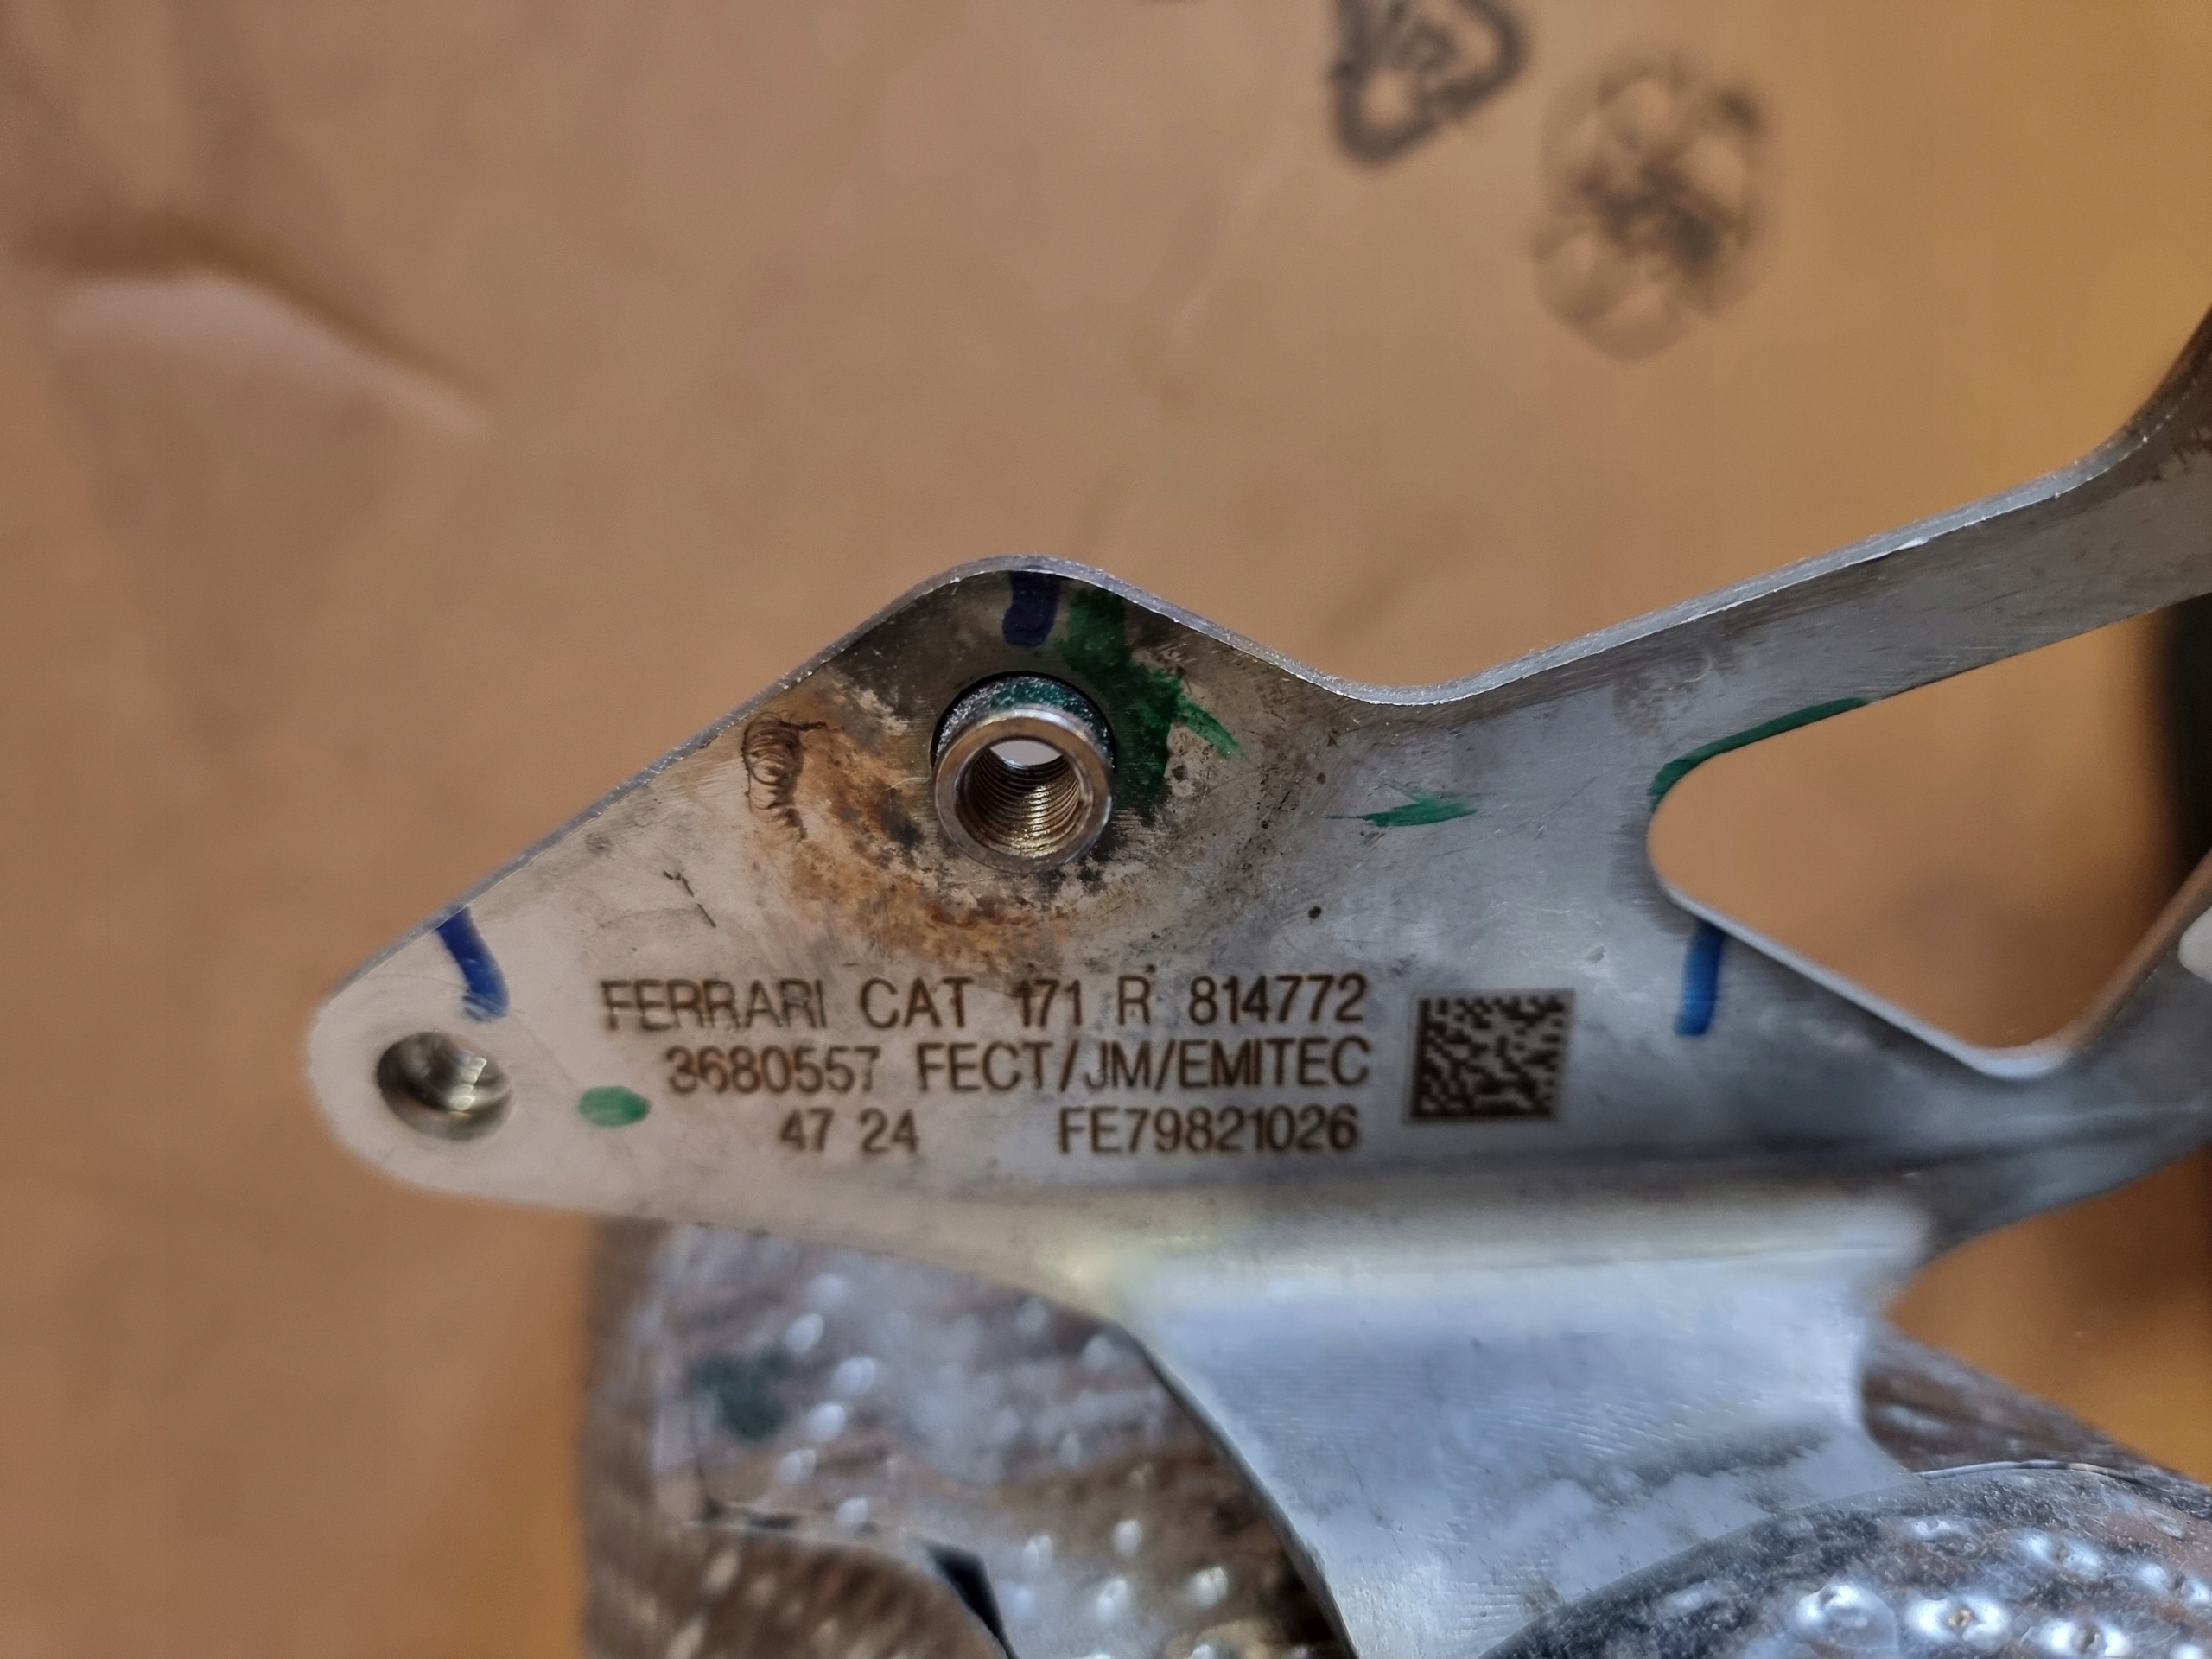 FERRARI CAT 171 R 814772
3680557 FECT/JM/EMITEC
47 24 FE79821026